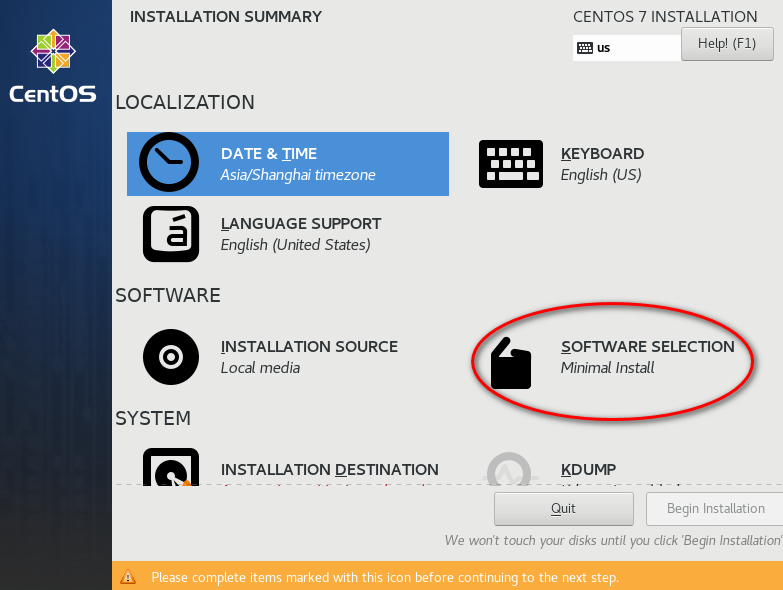 INSTALLATION SUMMARY
CENTOS 7 INSTALLATION
us
Help! (F1)
CentOS
LOCALIZATION
DATE & TIME
Asia/Shanghai timezone
KEYBOARD
English (US)
á
LANGUAGE SUPPORT
English (United States)
SOFTWARE
INSTALLATION SOURCE
Local media
SOFTWARE SELECTION
Minimal Install
SYSTEM
INSTALLATION DESTINATION
KDUMP
Quit
Begin Installation
We won't touch your disks until you click 'Begin Installation'
Please complete items marked with this icon before continuing to the next step.